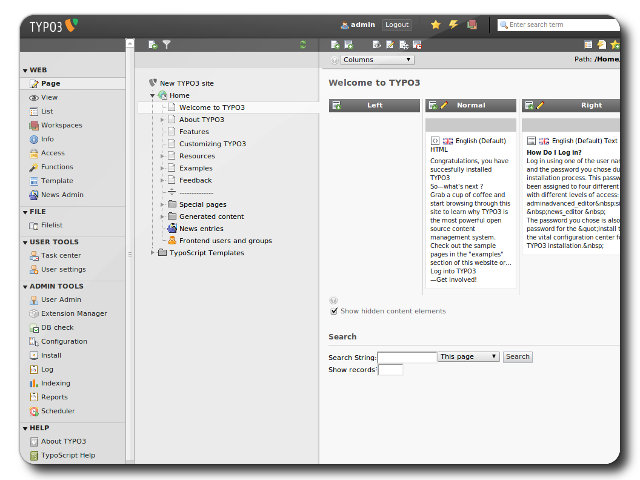 TYPO3
admin
Logout
Enter search term
Columns
Path: /Home
WEB
Page
View
List
Workspaces
Info
Access
Functions
Template
News Admin
FILE
Filelist
USER TOOLS
Task center
User settings
ADMIN TOOLS
User Admin
Extension Manager
DB check
Configuration
Install
Log
Indexing
Reports
Scheduler
HELP
About TYPO3
TypoScript Help
New TYPO3 site
Home
Welcome to TYPO3
About TYPO3
Features
Customizing TYPO3
Resources
Examples
Feedback
--------------
Special pages
Generated content
News entries
Frontend users and groups
TypoScript Templates
Welcome to TYPO3
Left
Normal
Right
English (Default)
HTML
Congratulations, you have
succesfully installed
TYPO3
So—what's next ?
Grab a cup of coffee and
start browsing through this
site to learn why TYPO3 is
the most powerful open
source content
management system.
Check out the sample
pages in the "examples"
section of this website or...
Log into TYPO3
—Get involved!
English (Default) Text
How Do I Log In?
Log in using one of the user na
and the password you chose du
installation process. This passw
been assigned to four different
with different levels of access:
adminadvanced_editor&nbsp;s
&nbsp;news_editor &nbsp;
The password you chose is also
password for the &quot;Install t
the vital configuration center fo
TYPO3 installation.&nbsp;
Show hidden content elements
Search
Search String:
This page
Search
Show records: